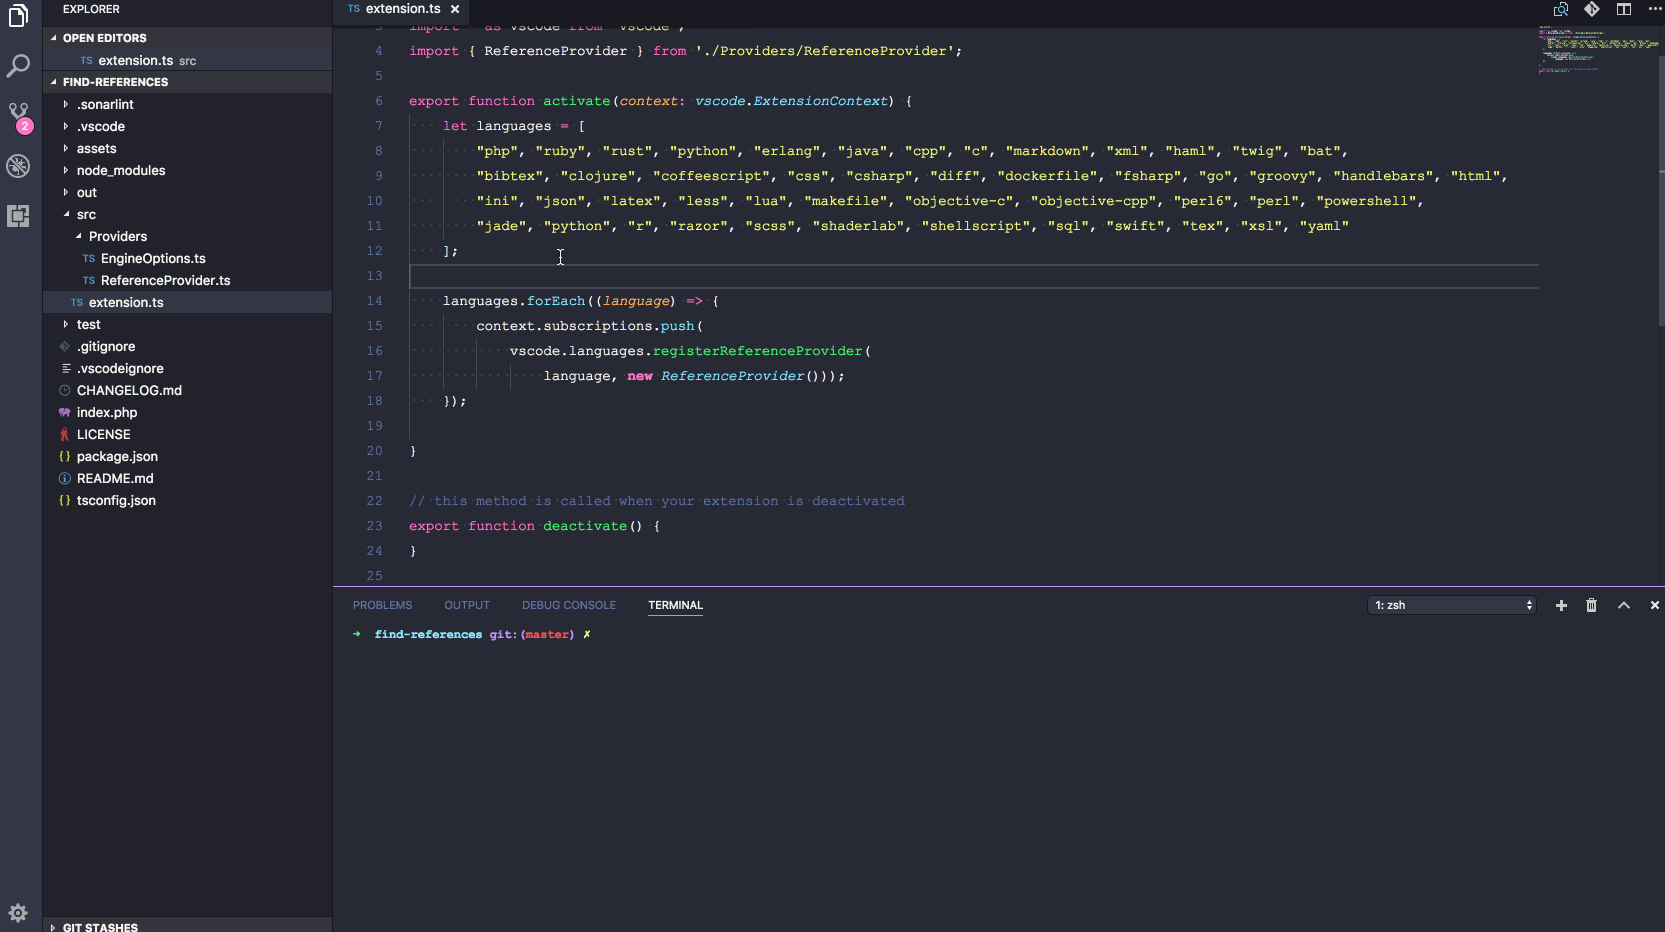 EXPLORER
OPEN EDITORS
TS extension.ts src
FIND-REFERENCES
.sonarlint
.vscode
assets
node_modules
out
src
Providers
TS EngineOptions.ts
TS ReferenceProvider.ts
TS extension.ts
test
.gitignore
.vscodeignore
CHANGELOG.md
index.php
LICENSE
{} package.json
README.md
{} tsconfig.json
GIT STASHES
2
TS extension.ts ×
3 import * as vscode from 'vscode';
4 import { ReferenceProvider } from './Providers/ReferenceProvider';
5
6 export function activate(context: vscode.ExtensionContext) {
7 let languages = [
8 "php", "ruby", "rust", "python", "erlang", "java", "cpp", "c", "markdown", "xml", "haml", "twig", "bat",
9 "bibtex", "clojure", "coffeescript", "css", "csharp", "diff", "dockerfile", "fsharp", "go", "groovy", "handlebars", "html",
10 "ini", "json", "latex", "less", "lua", "makefile", "objective-c", "objective-cpp", "perl6", "perl", "powershell",
11 "jade", "python", "r", "razor", "scss", "shaderlab", "shellscript", "sql", "swift", "tex", "xsl", "yaml"
12 ];
13
14 languages.forEach((language) => {
15 context.subscriptions.push(
16 vscode.languages.registerReferenceProvider(
17 language, new ReferenceProvider()));
18 });
19
20 }
21
22 // this method is called when your extension is deactivated
23 export function deactivate() {
24 }
25
PROBLEMS OUTPUT DEBUG CONSOLE TERMINAL 1: zsh
➜ find-references git:(master) ✗